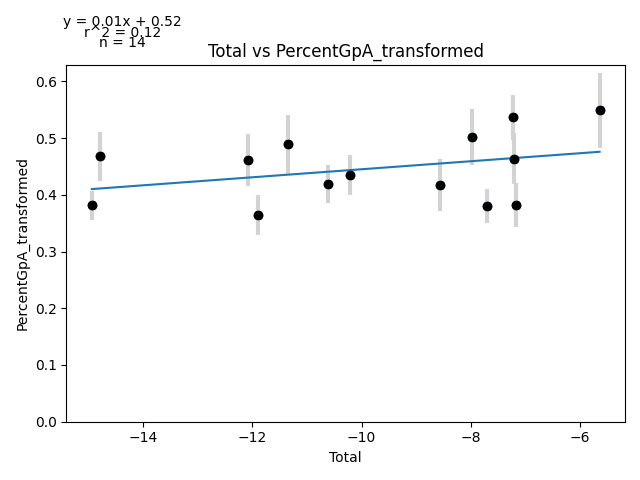 y = 0.01x + 0.52
r^2 = 0.12
n = 14
Total vs PercentGpA_transformed
PercentGpA_transformed
0.6
0.5
0.4
0.3
0.2
0.1
0.0
−14 −12 −10 −8 −6
Total